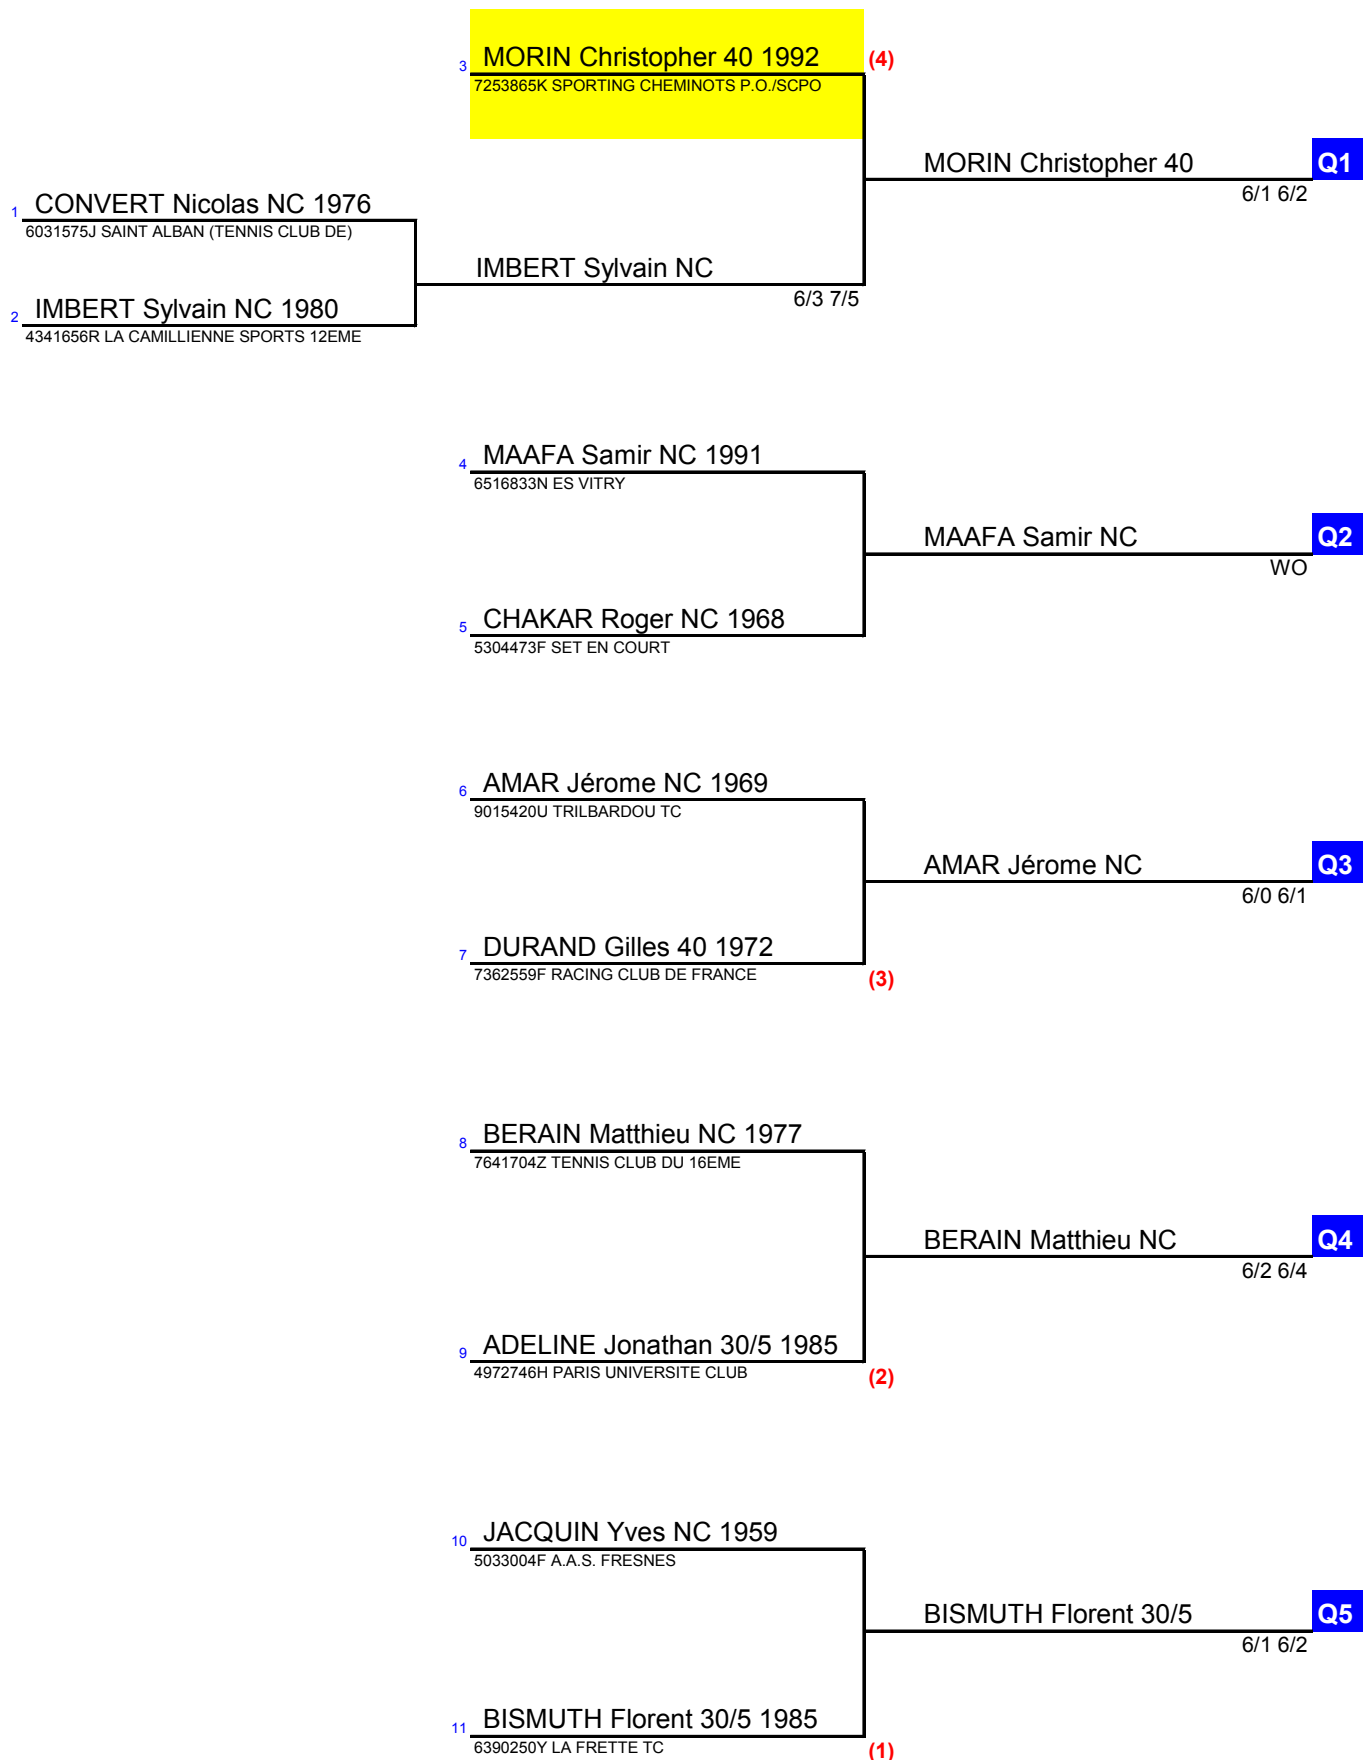 3 MORIN Christopher 40 1992 (4)
7253865K SPORTING CHEMINOTS P.O./SCPO
MORIN Christopher 40 Q1
6/1 6/2
1 CONVERT Nicolas NC 1976
6031575J SAINT ALBAN (TENNIS CLUB DE)
IMBERT Sylvain NC
6/3 7/5
2 IMBERT Sylvain NC 1980
4341656R LA CAMILLIENNE SPORTS 12EME
4 MAAFA Samir NC 1991
6516833N ES VITRY
MAAFA Samir NC Q2
WO
5 CHAKAR Roger NC 1968
5304473F SET EN COURT
6 AMAR Jérome NC 1969
9015420U TRILBARDOU TC
AMAR Jérome NC Q3
6/0 6/1
7 DURAND Gilles 40 1972
7362559F RACING CLUB DE FRANCE (3)
8 BERAIN Matthieu NC 1977
7641704Z TENNIS CLUB DU 16EME
BERAIN Matthieu NC Q4
6/2 6/4
9 ADELINE Jonathan 30/5 1985
4972746H PARIS UNIVERSITE CLUB (2)
10 JACQUIN Yves NC 1959
5033004F A.A.S. FRESNES
BISMUTH Florent 30/5 Q5
6/1 6/2
11 BISMUTH Florent 30/5 1985
6390250Y LA FRETTE TC (1)